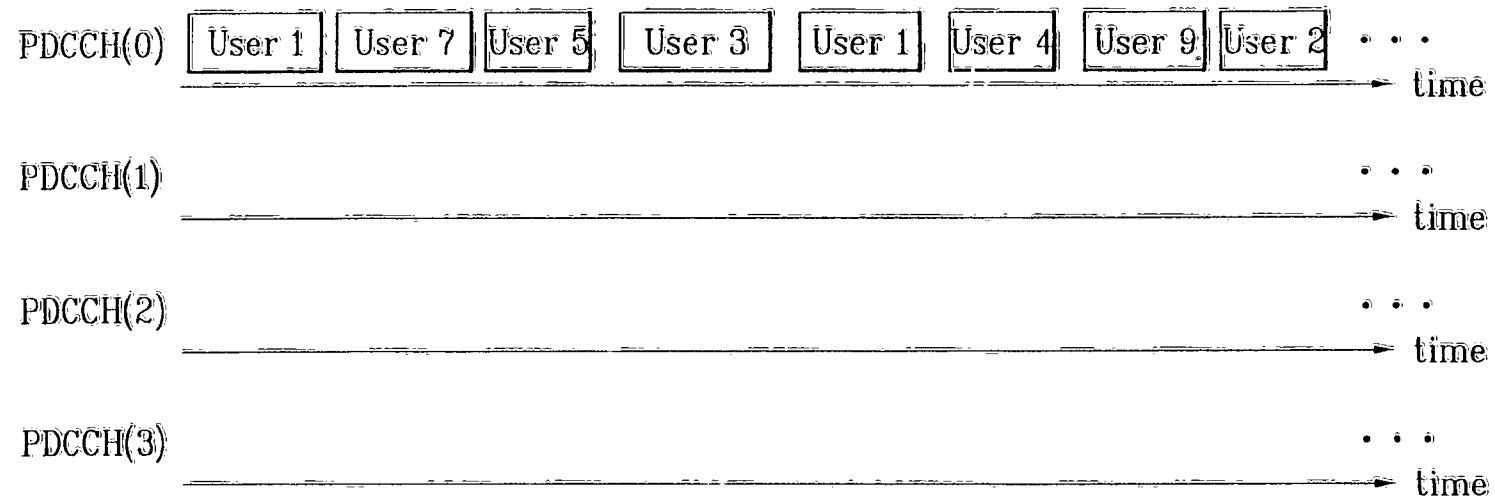 PDCCH(0) User 1 User 7 User 5 User 3 User 1 User 4 User 9 User 2 • • •
time
PDCCH(1) • • •
time
PDCCH(2) • • •
time
PDCCH(3) • • •
time